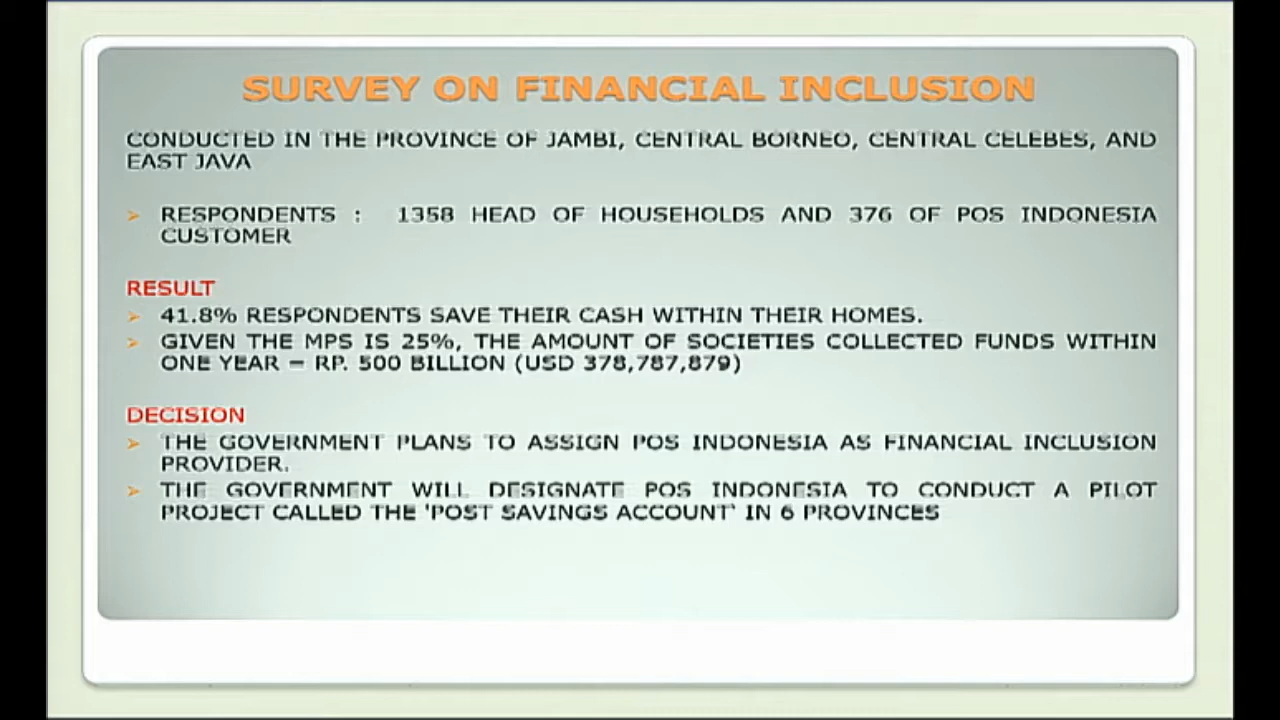 SURVEY ON FINANCIAL INCLUSION
CONDUCTED IN THE PROVINCE OF JAMBI, CENTRAL BORNEO, CENTRAL CELEBES, AND
EAST JAVA
➢ RESPONDENTS : 1358 HEAD OF HOUSEHOLDS AND 376 OF POS INDONESIA
CUSTOMER
RESULT
➢ 41.8% RESPONDENTS SAVE THEIR CASH WITHIN THEIR HOMES.
➢ GIVEN THE MPS IS 25%, THE AMOUNT OF SOCIETIES COLLECTED FUNDS WITHIN
ONE YEAR = RP. 500 BILLION (USD 378,787,879)
DECISION
➢ THE GOVERNMENT PLANS TO ASSIGN POS INDONESIA AS FINANCIAL INCLUSION
PROVIDER.
➢ THE GOVERNMENT WILL DESIGNATE POS INDONESIA TO CONDUCT A PILOT
PROJECT CALLED THE 'POST SAVINGS ACCOUNT' IN 6 PROVINCES